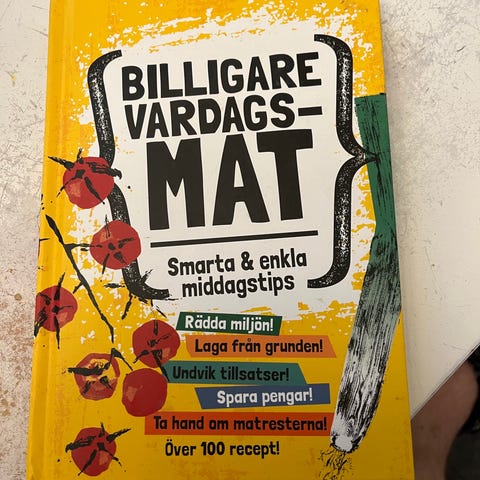 BILLIGARE
VARDAGS-
MAT
Smarta & enkla
middagstips
Rädda miljön!
Laga från grunden!
Undvik tillsatser!
Spara pengar!
Ta hand om matresterna!
Över 100 recept!